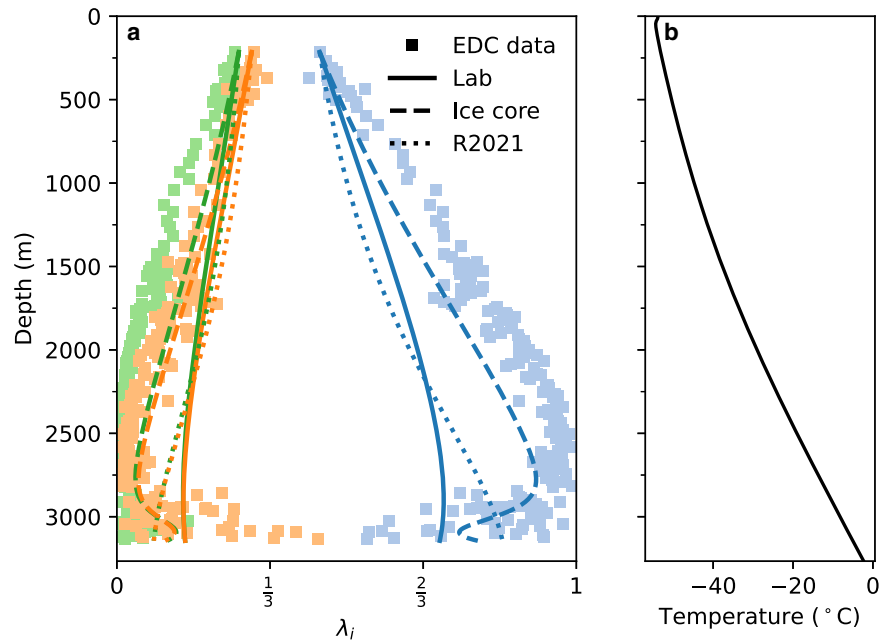 a
b
EDC data
Lab
Ice core
R2021
0
500
1000
1500
2000
2500
3000
Depth (m)
0
1/3
2/3
1
λi
−40
−20
0
Temperature (°C)